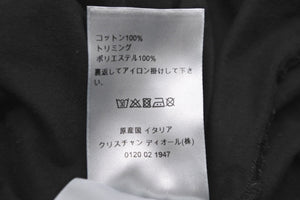 コットン100%
トリミング
ポリエステル100%
裏返してアイロン掛けして下さ
い。
原産国 イタリア
クリスチャン ディオール(株)
0120 02 1947